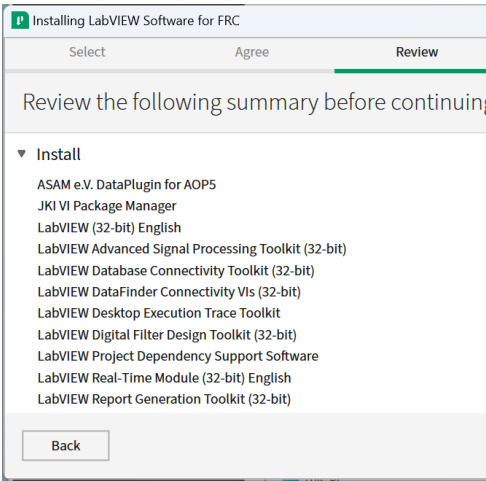 Installing LabVIEW Software for FRC
Select Agree Review
Review the following summary before continuing
Install
ASAM e.V. DataPlugin for AOP5
JKI VI Package Manager
LabVIEW (32-bit) English
LabVIEW Advanced Signal Processing Toolkit (32-bit)
LabVIEW Database Connectivity Toolkit (32-bit)
LabVIEW DataFinder Connectivity VIs (32-bit)
LabVIEW Desktop Execution Trace Toolkit
LabVIEW Digital Filter Design Toolkit (32-bit)
LabVIEW Project Dependency Support Software
LabVIEW Real-Time Module (32-bit) English
LabVIEW Report Generation Toolkit (32-bit)
Back